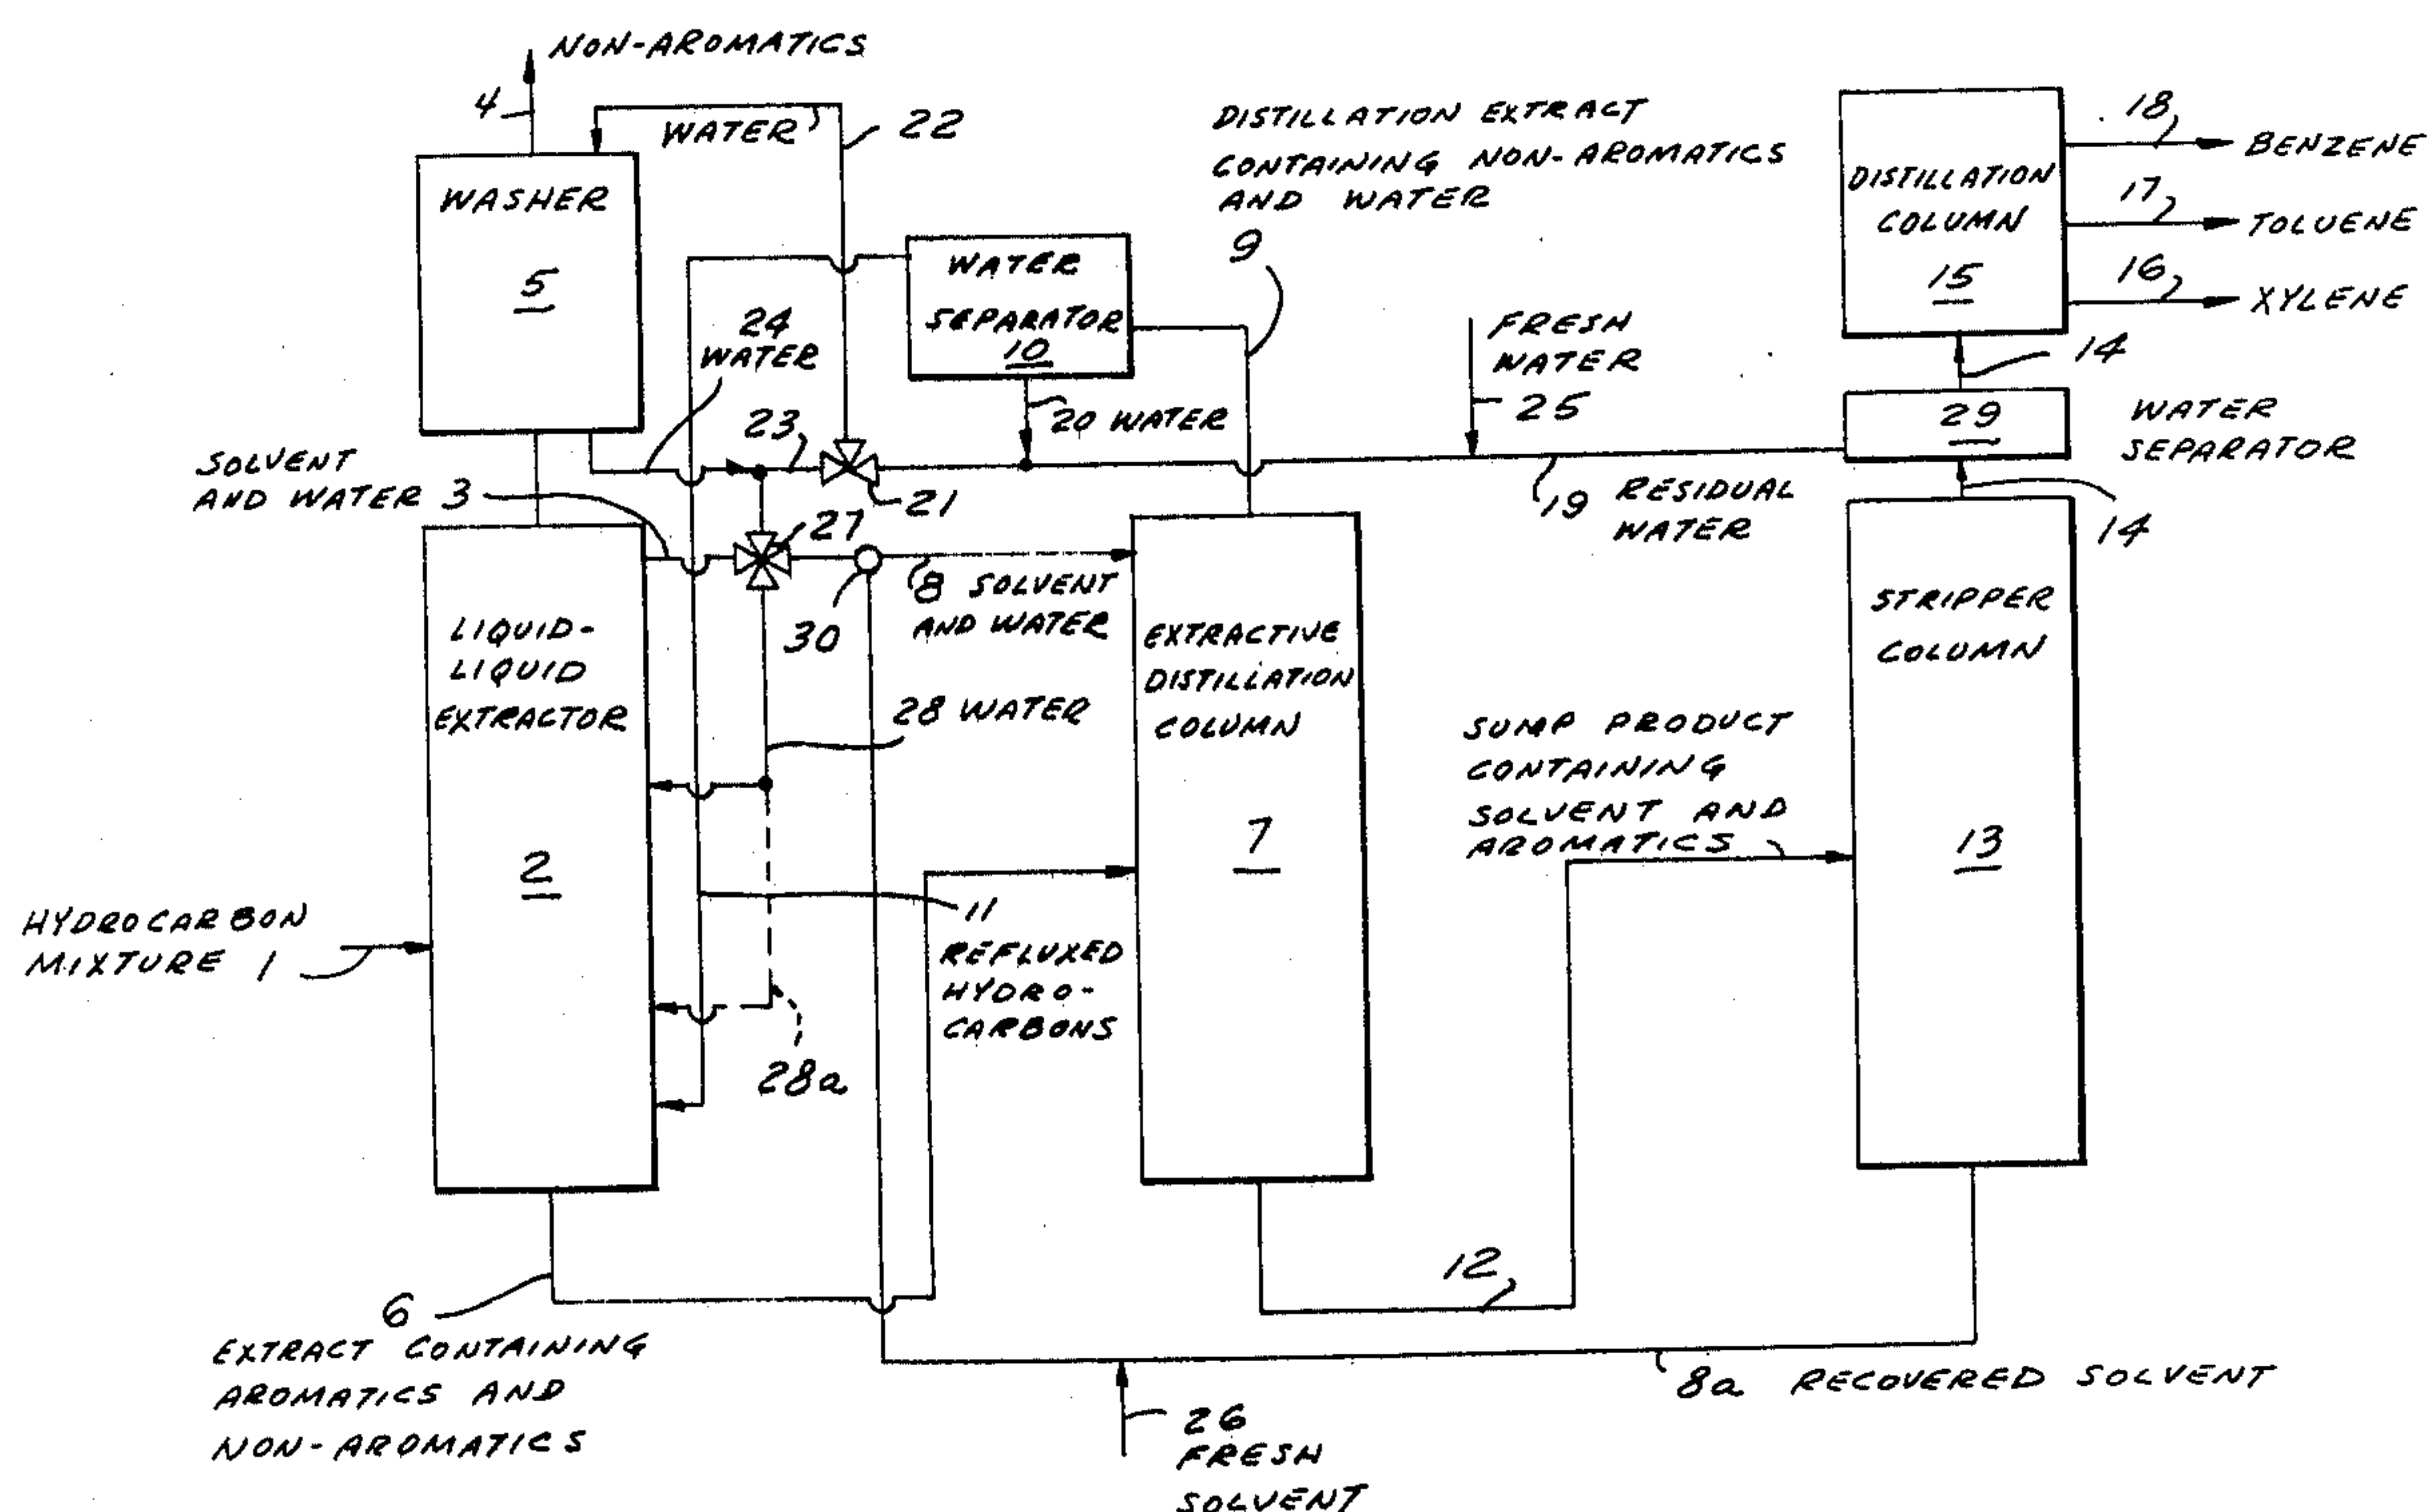 NON-AROMATICS
4
WATER
22
WASHER
5
DISTILLATION EXTRACT
CONTAINING NON-AROMATICS
AND WATER
9
WATER
SEPARATOR
10
DISTILLATION
COLUMN
15
18
BENZENE
17
TOLUENE
16
XYLENE
14
24
WATER
23
20 WATER
21
FRESH
WATER
25
29
WATER
SEPARATOR
19 RESIDUAL
WATER
14
SOLVENT
AND WATER 3
27
30
8 SOLVENT
AND WATER
LIQUID-
LIQUID
EXTRACTOR
2
28 WATER
EXTRACTIVE
DISTILLATION
COLUMN
7
STRIPPER
COLUMN
13
SUMP PRODUCT
CONTAINING
SOLVENT AND
AROMATICS
HYDROCARBON
MIXTURE 1
11
REFLUXED
HYDRO-
CARBONS
28a
12
6
EXTRACT CONTAINING
AROMATICS AND
NON-AROMATICS
8a RECOVERED SOLVENT
26
FRESH
SOLVENT